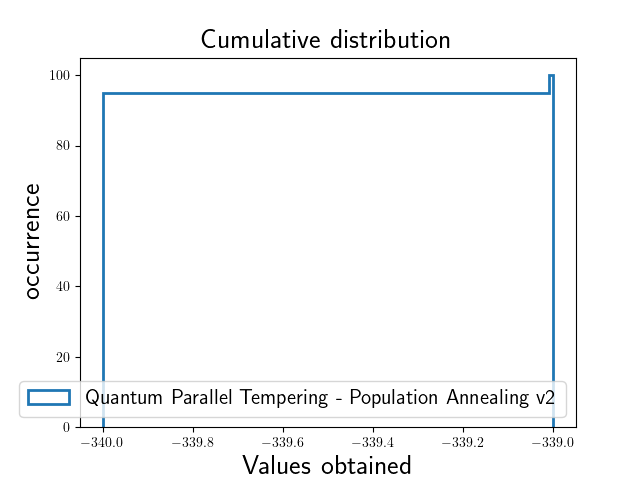 Cumulative distribution
occurrence
100
80
60
40
20
0
Quantum Parallel Tempering - Population Annealing v2
−340.0 −339.8 −339.6 −339.4 −339.2 −339.0
Values obtained